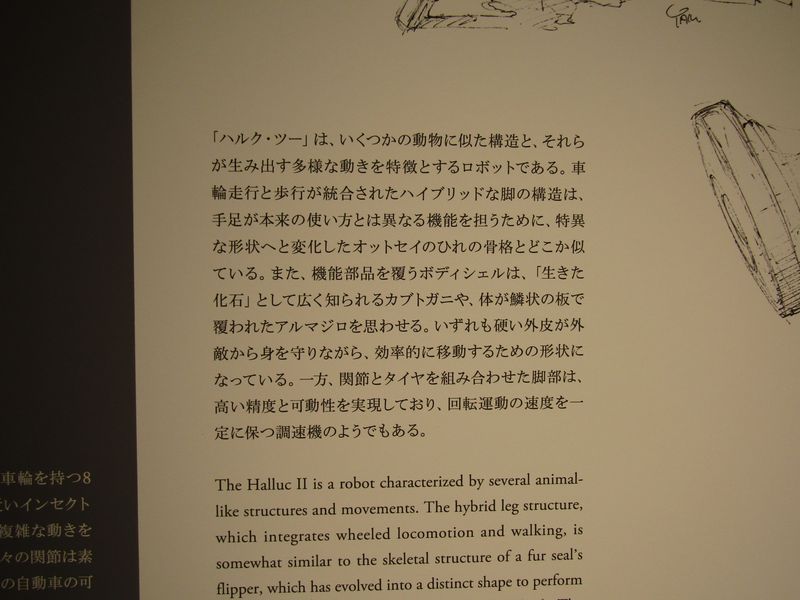 「ハルク・ツー」は、いくつかの動物に似た構造と、それら
が生み出す多様な動きを特徴とするロボットである。車
輪走行と歩行が統合されたハイブリッドな脚の構造は、
手足が本来の使い方とは異なる機能を担うために、特異
な形状へと変化したオットセイのひれの骨格とどこか似
ている。また、機能部品を覆うボディシェルは、「生きた
化石」として広く知られるカブトガニや、体が鱗状の板で
覆われたアルマジロを思わせる。いずれも硬い外皮が外
敵から身を守りながら、効率的に移動するための形状に
なっている。一方、関節とタイヤを組み合わせた脚部は、
高い精度と可動性を実現しており、回転運動の速度を一
定に保つ調速機のようでもある。
The Halluc II is a robot characterized by several animal-
like structures and movements. The hybrid leg structure,
which integrates wheeled locomotion and walking, is
somewhat similar to the skeletal structure of a fur seal's
flipper, which has evolved into a distinct shape to perform
車輪を持つ8
いインセクト
複雑な動きを
々の関節は素
の自動車の可